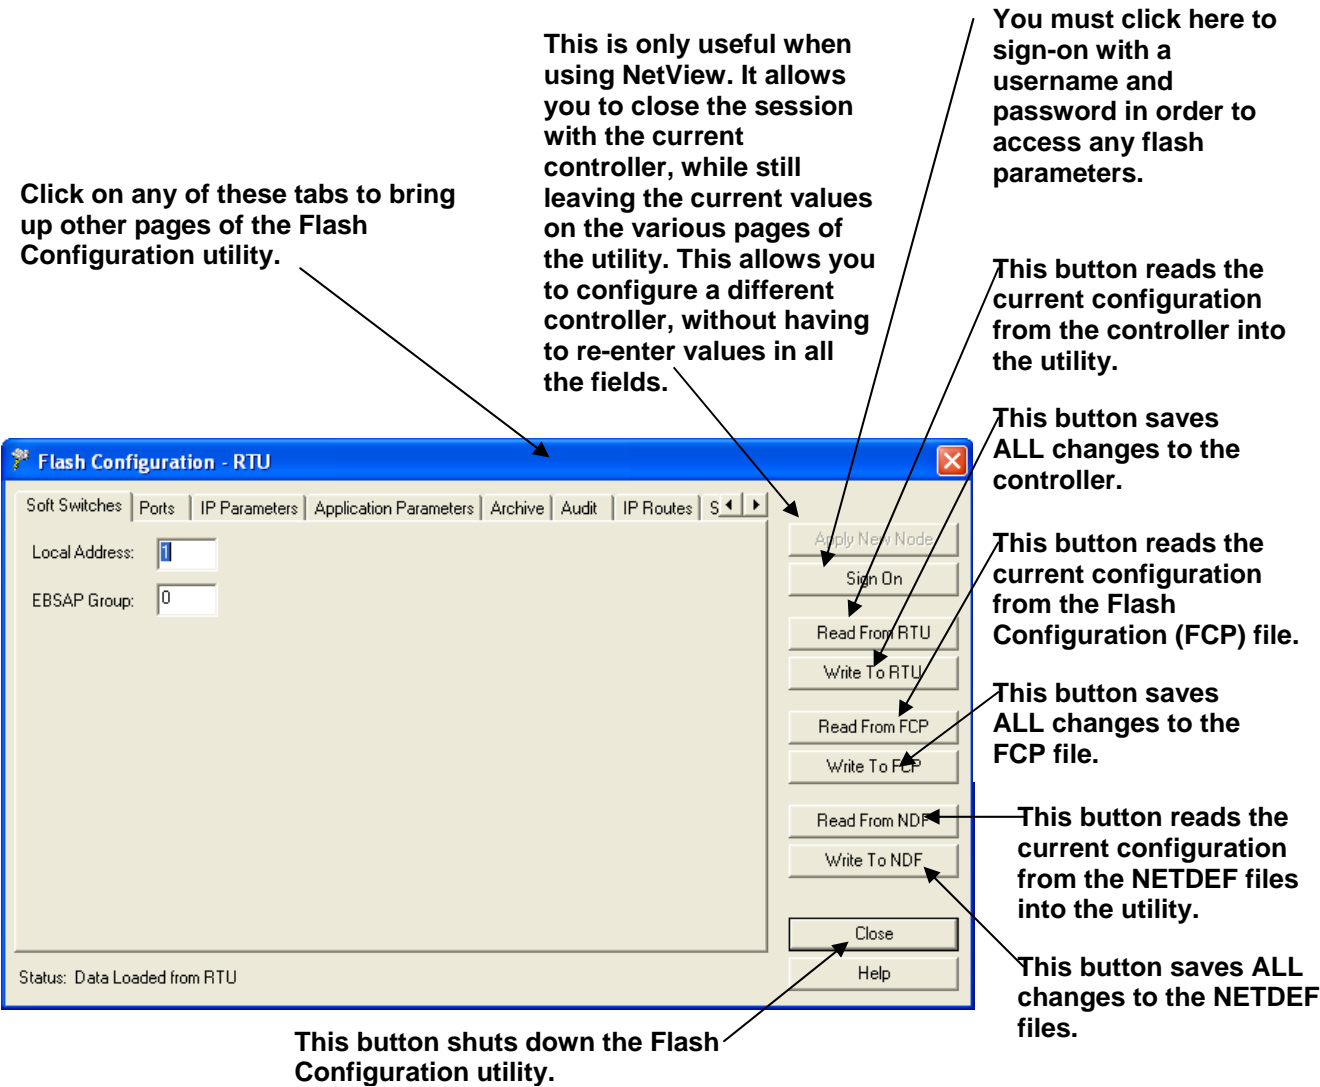 You must click here to
sign-on with a
username and
password in order to
access any flash
parameters.
This is only useful when
using NetView. It allows
you to close the session
with the current
controller, while still
leaving the current values
on the various pages of
the utility. This allows you
to configure a different
controller, without having
to re-enter values in all
the fields.
Click on any of these tabs to bring
up other pages of the Flash
Configuration utility.
This button reads the
current configuration
from the controller into
the utility.
This button saves
ALL changes to the
controller.
This button reads the
current configuration
from the Flash
Configuration (FCP) file.
This button saves
ALL changes to the
FCP file.
This button reads the
current configuration
from the NETDEF files
into the utility.
This button saves ALL
changes to the NETDEF
files.
Flash Configuration - RTU
Soft Switches Ports IP Parameters Application Parameters Archive Audit IP Routes S
Local Address: 1
EBSAP Group: 0
Apply New Node
Sign On
Read From RTU
Write To RTU
Read From FCP
Write To FCP
Read From NDF
Write To NDF
Close
Help
Status: Data Loaded from RTU
This button shuts down the Flash
Configuration utility.